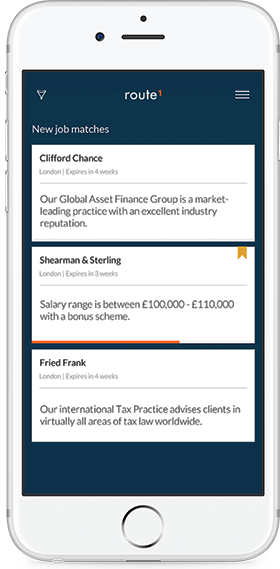 route¹
New job matches
Clifford Chance
London | Expires in 4 weeks
Our Global Asset Finance Group is a market-
leading practice with an excellent industry
reputation.
Shearman & Sterling
London | Expires in 3 weeks
Salary range is between £100,000 - £110,000
with a bonus scheme.
Fried Frank
London | Expires in 4 weeks
Our international Tax Practice advises clients in
virtually all areas of tax law worldwide.